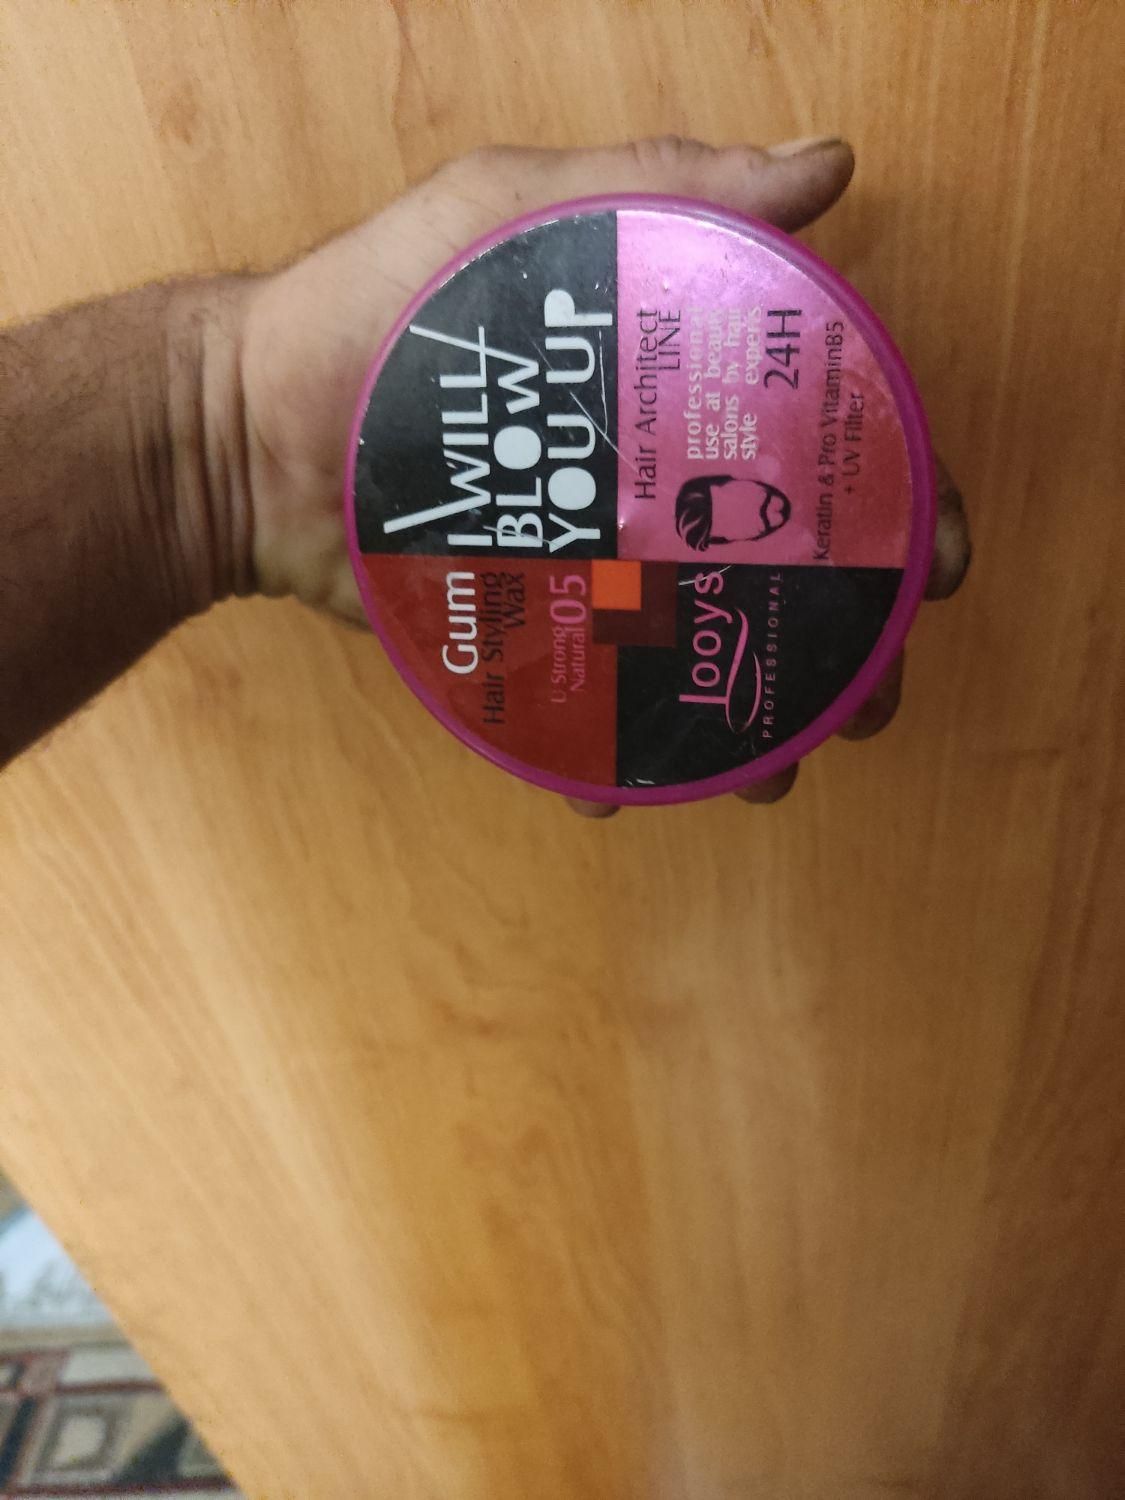 I WILL
BLOW
YOU UP
Hair Architect
LINE
professional
use at beauty
salons by hair
style experts
24H
Keratin & Pro VitaminB5
+ UV Filter
Gum
Hair Styling
Wax
U Strong
Natural
05
looys
PROFESSIONAL